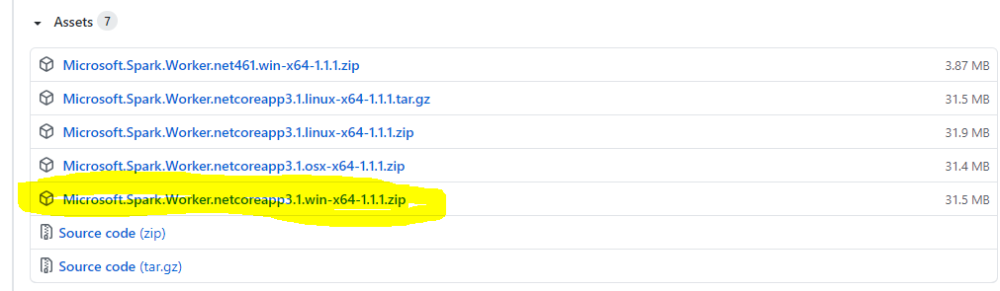 Assets 7
Microsoft.Spark.Worker.net461.win-x64-1.1.1.zip 3.87 MB
Microsoft.Spark.Worker.netcoreapp3.1.linux-x64-1.1.1.tar.gz 31.5 MB
Microsoft.Spark.Worker.netcoreapp3.1.linux-x64-1.1.1.zip 31.9 MB
Microsoft.Spark.Worker.netcoreapp3.1.osx-x64-1.1.1.zip 31.4 MB
Microsoft.Spark.Worker.netcoreapp3.1.win-x64-1.1.1.zip 31.5 MB
Source code (zip)
Source code (tar.gz)